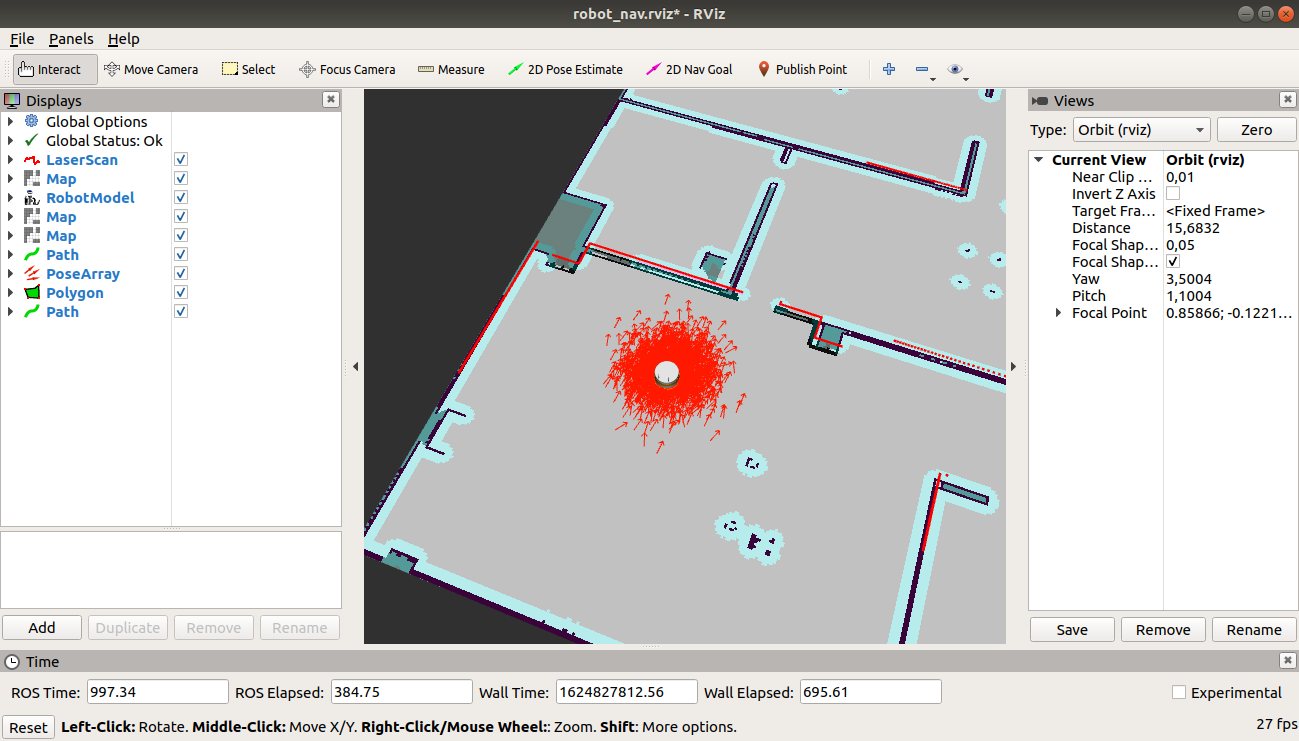 robot_nav.rviz* - RViz
File Panels Help
Interact Move Camera Select Focus Camera Measure 2D Pose Estimate 2D Nav Goal Publish Point
Displays
Global Options
Global Status: Ok
LaserScan
Map
RobotModel
Map
Map
Path
PoseArray
Polygon
Path
Add Duplicate Remove Rename
Views
Type: Orbit (rviz) Zero
Current View Orbit (rviz)
Near Clip ... 0,01
Invert Z Axis
Target Fra... <Fixed Frame>
Distance 15,6832
Focal Shap... 0,05
Focal Shap...
Yaw 3,5004
Pitch 1,1004
Focal Point 0.85866; -0.1221...
Save Remove Rename
Time
ROS Time: 997.34 ROS Elapsed: 384.75 Wall Time: 1624827812.56 Wall Elapsed: 695.61 Experimental
Reset Left-Click: Rotate. Middle-Click: Move X/Y. Right-Click/Mouse Wheel:: Zoom. Shift: More options. 27 fps